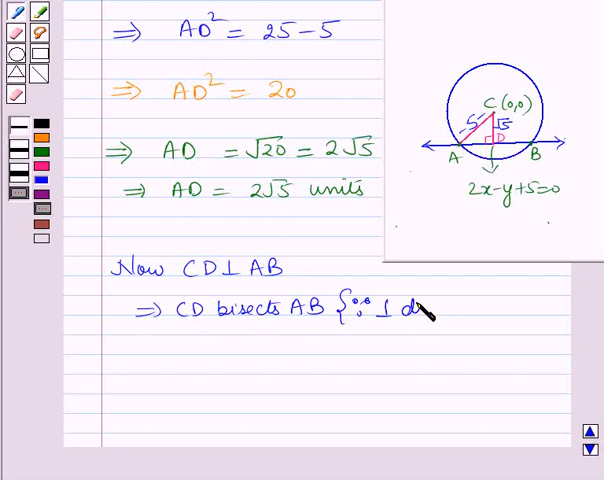 ⇒ AD² = 25 - 5
⇒ AD² = 20
⇒ AD = √20 = 2√5
⇒ AD = 2√5 units
Now CD ⊥ AB
⇒ CD bisects AB {∵ ⊥ d
C (0,0)
5
√5
D
A
B
2x-y+5=0